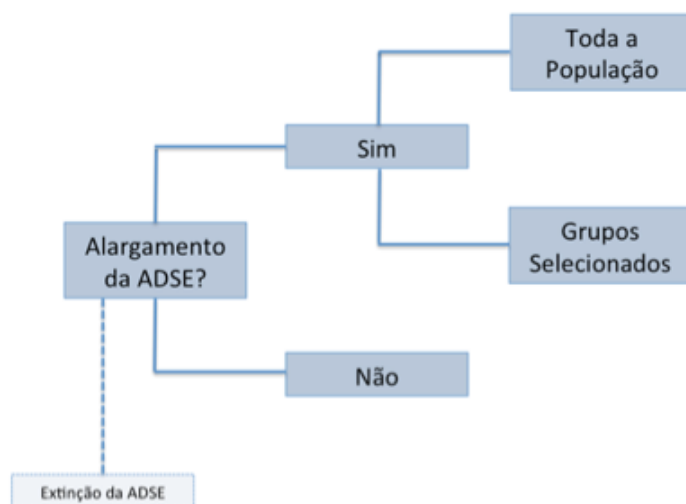 Toda a
População
Sim
Grupos
Selecionados
Alargamento
da ADSE?
Não
Extinção da ADSE